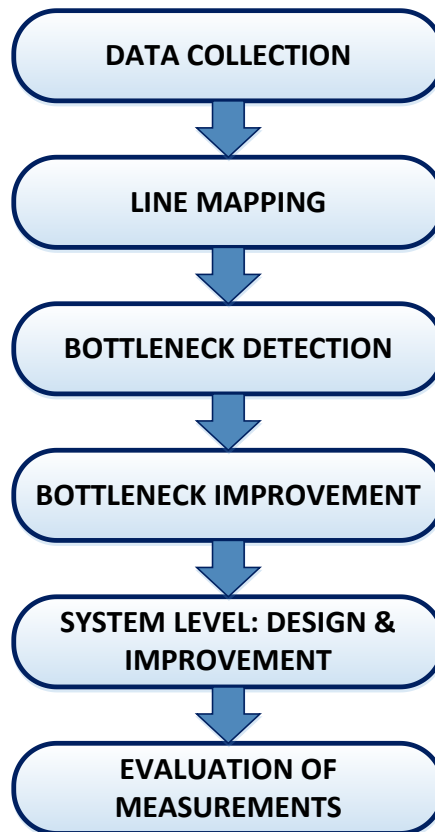 DATA COLLECTION
LINE MAPPING
BOTTLENECK DETECTION
BOTTLENECK IMPROVEMENT
SYSTEM LEVEL: DESIGN &
IMPROVEMENT
EVALUATION OF
MEASUREMENTS